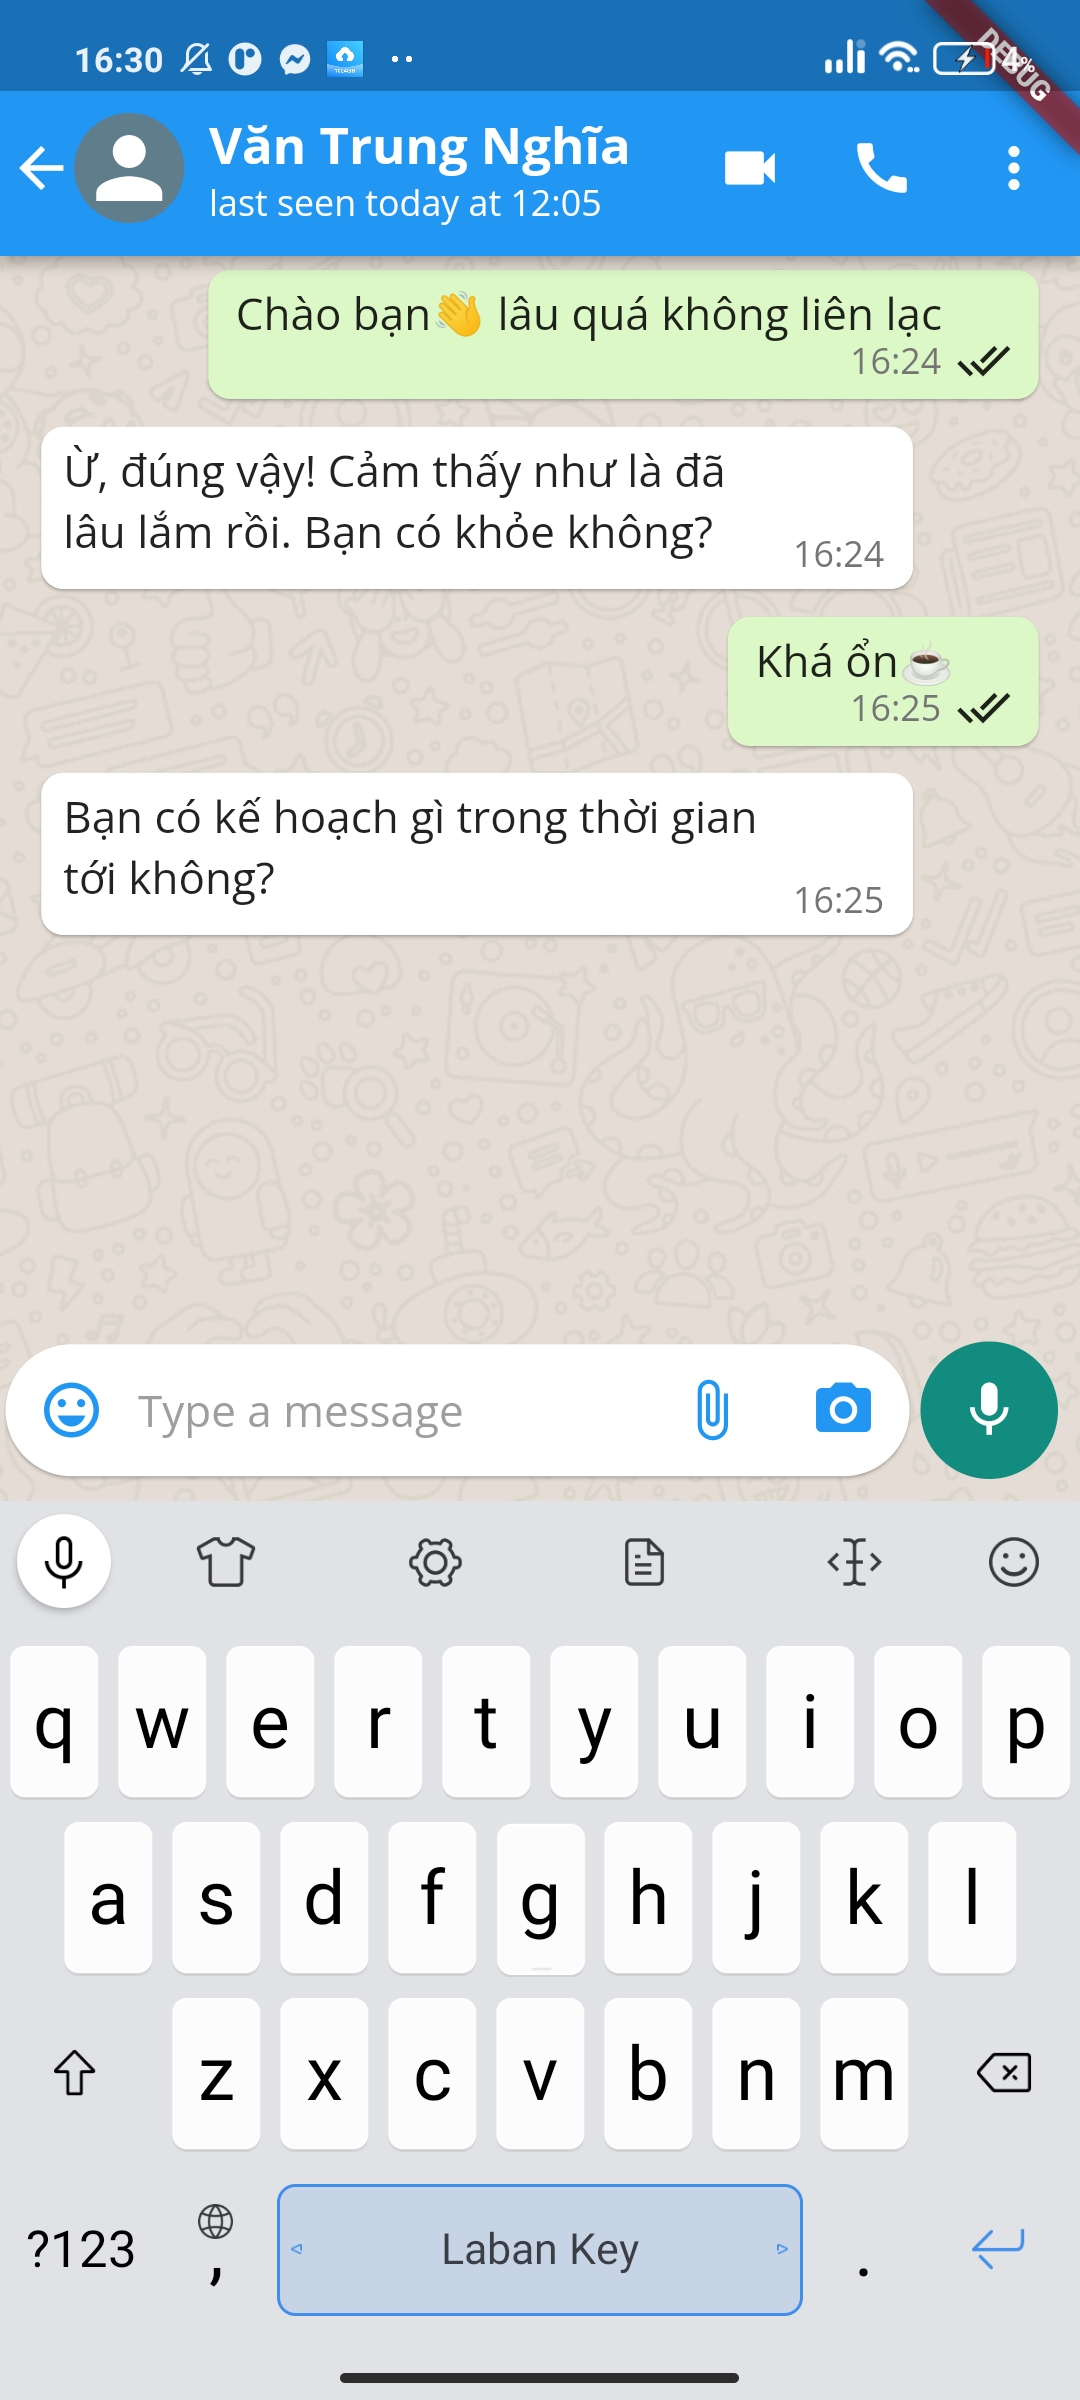 16:30
4%
DEBUG
Văn Trung Nghĩa
last seen today at 12:05
Chào bạn👋 lâu quá không liên lạc
16:24
Ừ, đúng vậy! Cảm thấy như là đã
lâu lắm rồi. Bạn có khỏe không?
16:24
Khá ổn☕
16:25
Bạn có kế hoạch gì trong thời gian
tới không?
16:25
Type a message
q w e r t y u i o p
a s d f g h j k l
z x c v b n m
?123 , Laban Key .